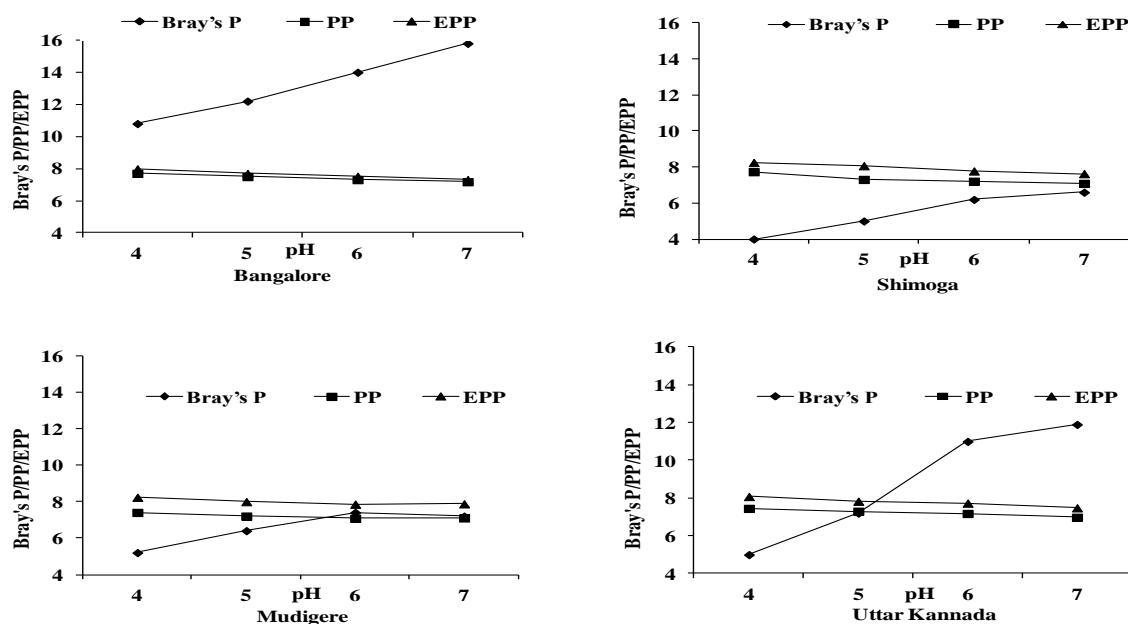 Bray's P PP EPP
16
14
12
10
8
6
4
Bray's P/PP/EPP
4 5 pH 6 7
Bangalore
Bray's P PP EPP
16
14
12
10
8
6
4
Bray's P/PP/EPP
4 5 pH 6 7
Shimoga
16
14
12
10
8
6
4
Bray's P/PP/EPP
Bray's P PP EPP
4 5 pH 6 7
Mudigere
16
14
12
10
8
6
4
Bray's P/PP/EPP
Bray's P PP EPP
4 5 pH 6 7
Uttar Kannada